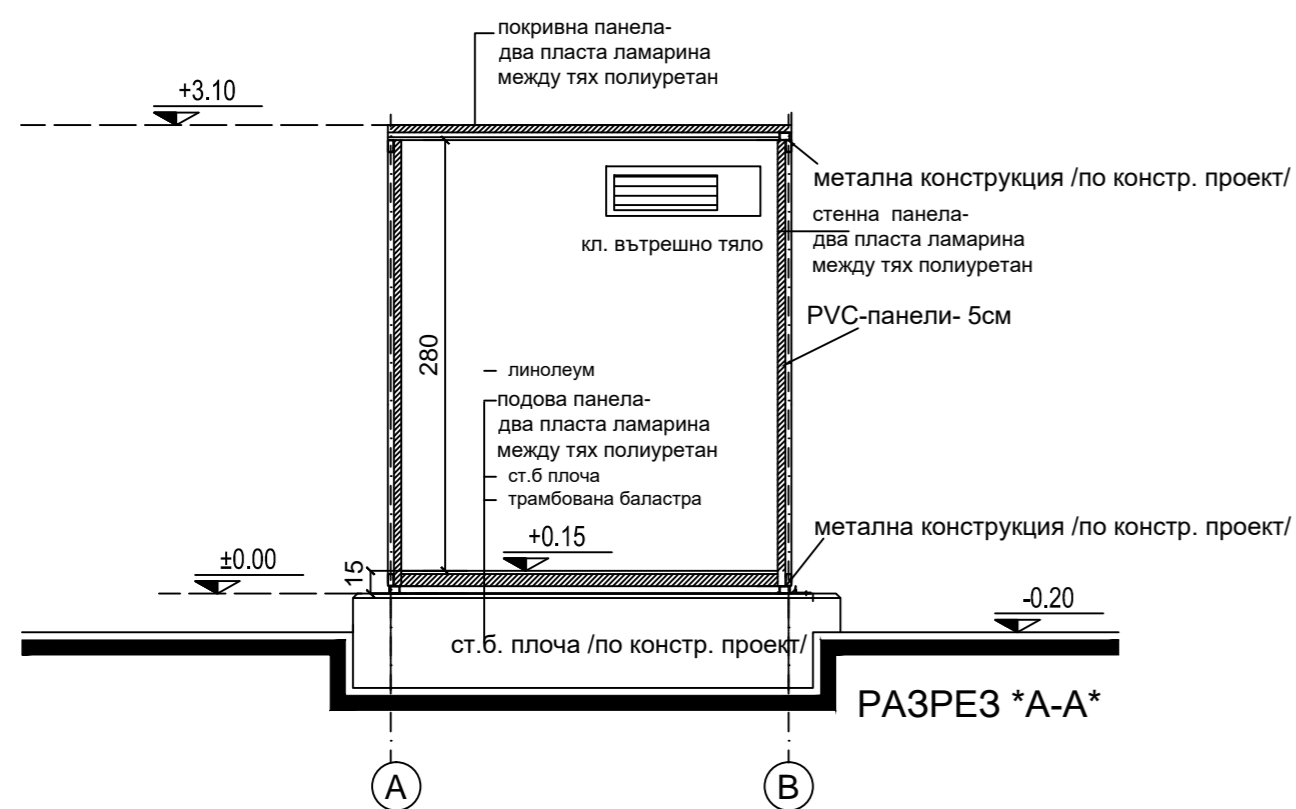 покривна панела-
два пласта ламарина
между тях полиуретан
+3.10
метална конструкция /по констр. проект/
стенна панела-
два пласта ламарина
между тях полиуретан
кл. вътрешно тяло
PVC-панели- 5см
280
линолеум
подова панела-
два пласта ламарина
между тях полиуретан
ст.б плоча
трамбована баластра
+0.15
метална конструкция /по констр. проект/
±0.00
15
-0.20
ст.б. плоча /по констр. проект/
РАЗРЕЗ *А-А*
А
В